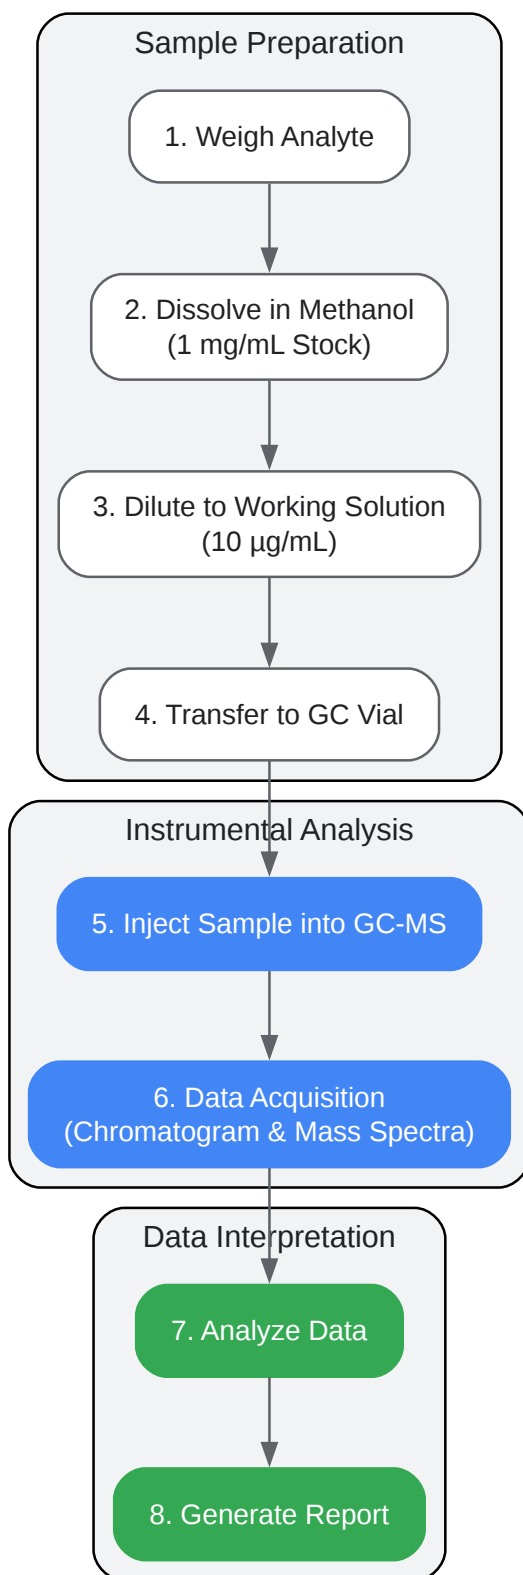 Sample Preparation
1. Weigh Analyte
2. Dissolve in Methanol
(1 mg/mL Stock)
3. Dilute to Working Solution
(10 µg/mL)
4. Transfer to GC Vial
Instrumental Analysis
5. Inject Sample into GC-MS
6. Data Acquisition
(Chromatogram & Mass Spectra)
Data Interpretation
7. Analyze Data
8. Generate Report